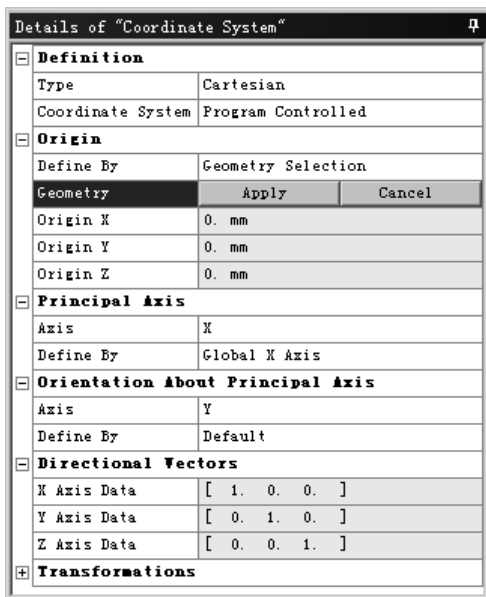 Details of "Coordinate System"
Definition
Type Cartesian
Coordinate System Program Controlled
Origin
Define By Geometry Selection
Geometry Apply Cancel
Origin X 0. mm
Origin Y 0. mm
Origin Z 0. mm
Principal Axis
Axis X
Define By Global X Axis
Orientation About Principal Axis
Axis Y
Define By Default
Directional Vectors
X Axis Data [ 1. 0. 0. ]
Y Axis Data [ 0. 1. 0. ]
Z Axis Data [ 0. 0. 1. ]
Transformations